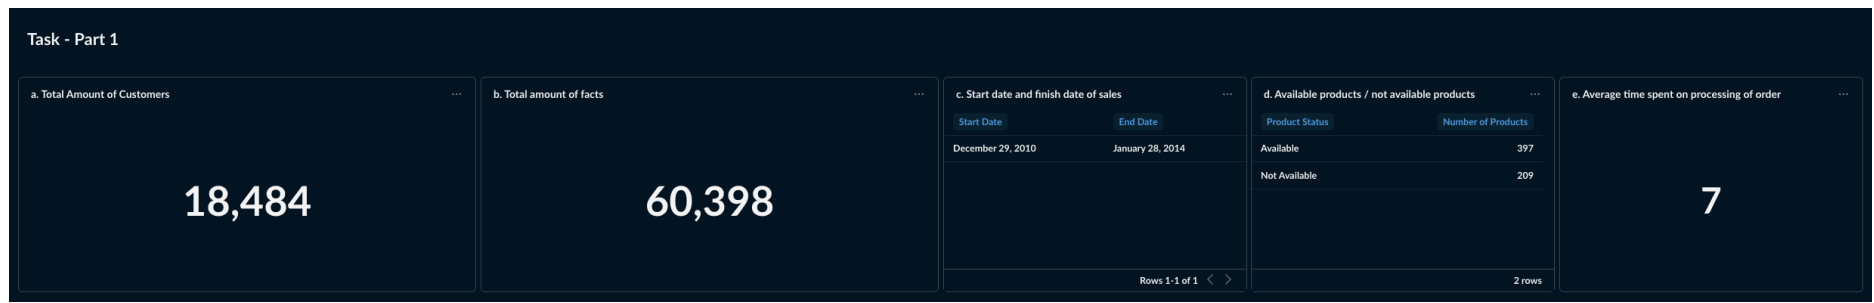 Task - Part 1
a. Total Amount of Customers
...
18,484
b. Total amount of facts
...
60,398
c. Start date and finish date of sales
...
Start Date End Date
December 29, 2010 January 28, 2014
Rows 1-1 of 1
d. Available products / not available products
...
Product Status Number of Products
Available 397
Not Available 209
2 rows
e. Average time spent on processing of order
...
7